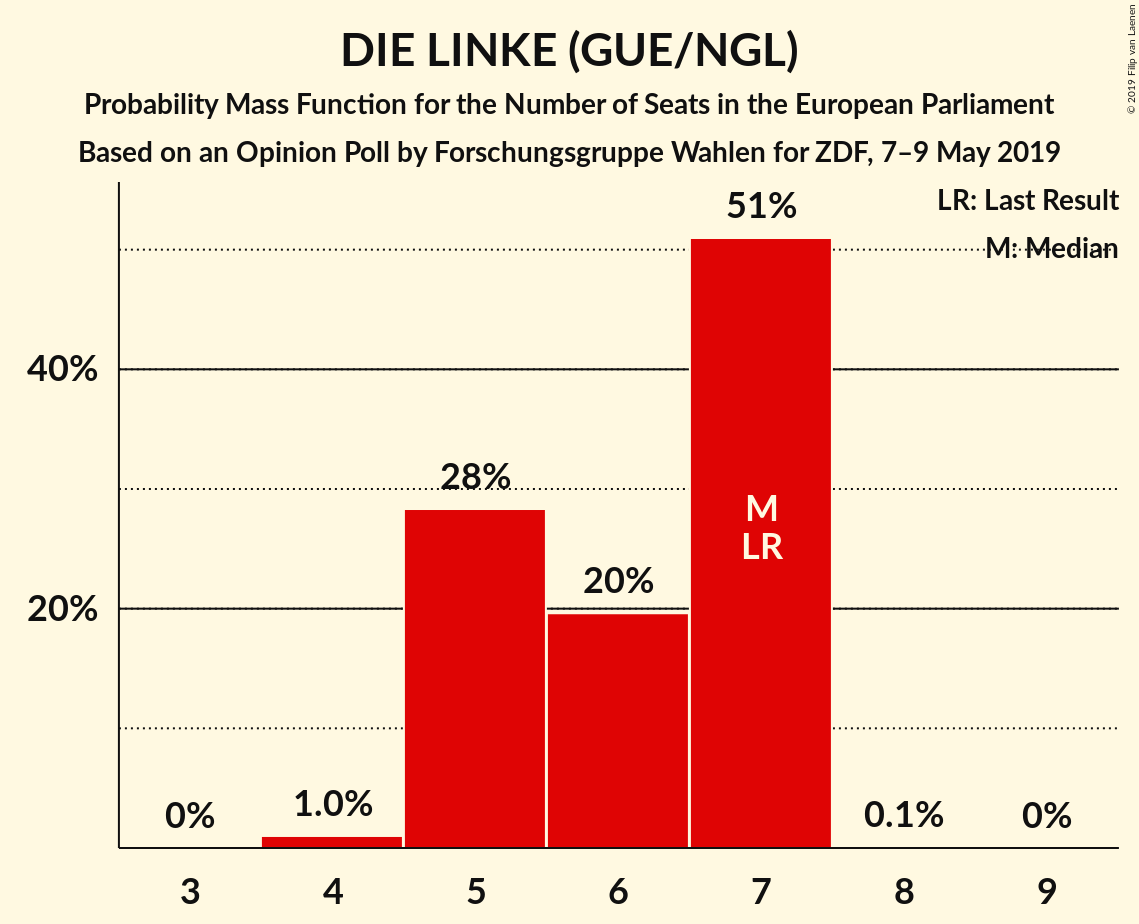 DIE LINKE (GUE/NGL)
Probability Mass Function for the Number of Seats in the European Parliament
Based on an Opinion Poll by Forschungsgruppe Wahlen for ZDF, 7–9 May 2019
© 2019 Filip van Laenen
LR: Last Result
M: Median
51%
40%
28%
M
LR
20%
20%
0%
1.0%
0.1%
0%
3
4
5
6
7
8
9